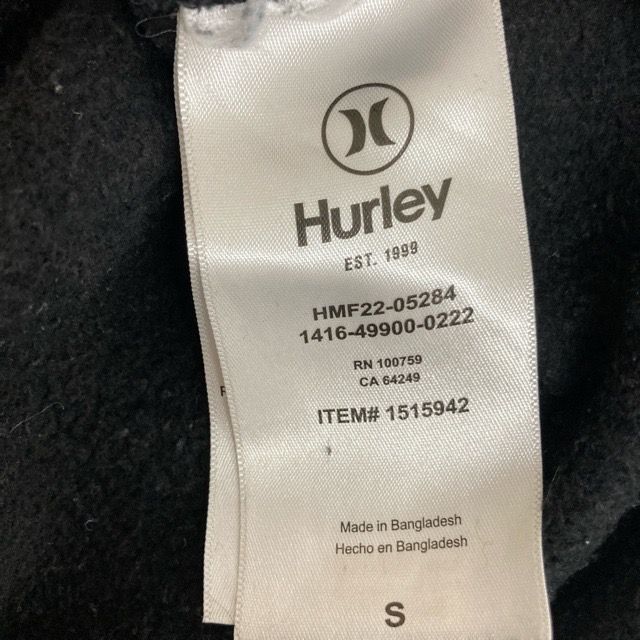 Hurley
EST. 1999
HMF22-05284
1416-49900-0222
RN 100759
CA 64249
ITEM# 1515942
Made in Bangladesh
Hecho en Bangladesh
S